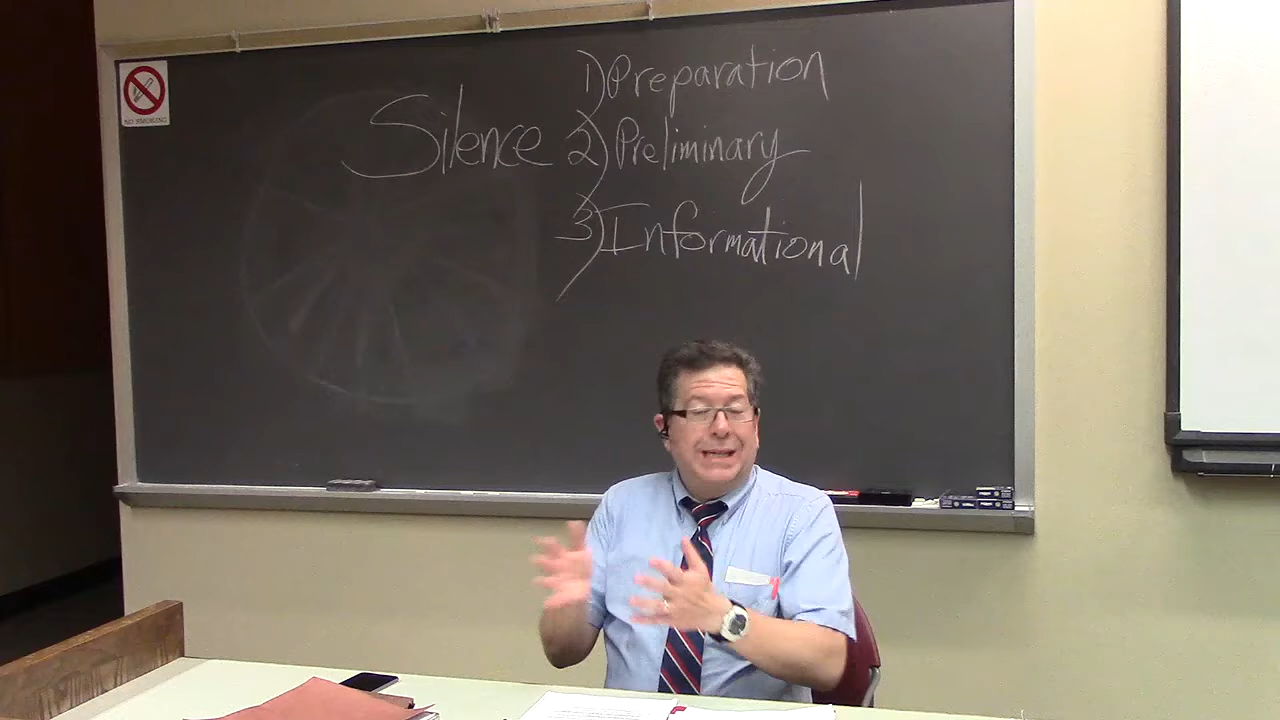 1) Preparation
Silence 2) Preliminary
3) Informational
NO SMOKING